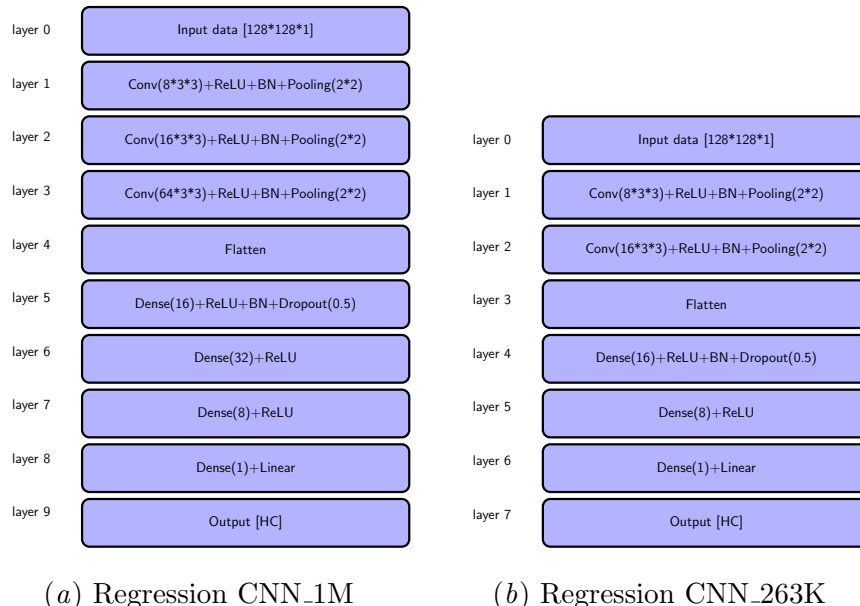 layer 0 Input data [128*128*1]
layer 1 Conv(8*3*3)+ReLU+BN+Pooling(2*2)
layer 2 Conv(16*3*3)+ReLU+BN+Pooling(2*2)
layer 3 Conv(64*3*3)+ReLU+BN+Pooling(2*2)
layer 4 Flatten
layer 5 Dense(16)+ReLU+BN+Dropout(0.5)
layer 6 Dense(32)+ReLU
layer 7 Dense(8)+ReLU
layer 8 Dense(1)+Linear
layer 9 Output [HC]
(a) Regression CNN_1M
layer 0 Input data [128*128*1]
layer 1 Conv(8*3*3)+ReLU+BN+Pooling(2*2)
layer 2 Conv(16*3*3)+ReLU+BN+Pooling(2*2)
layer 3 Flatten
layer 4 Dense(16)+ReLU+BN+Dropout(0.5)
layer 5 Dense(8)+ReLU
layer 6 Dense(1)+Linear
layer 7 Output [HC]
(b) Regression CNN_263K